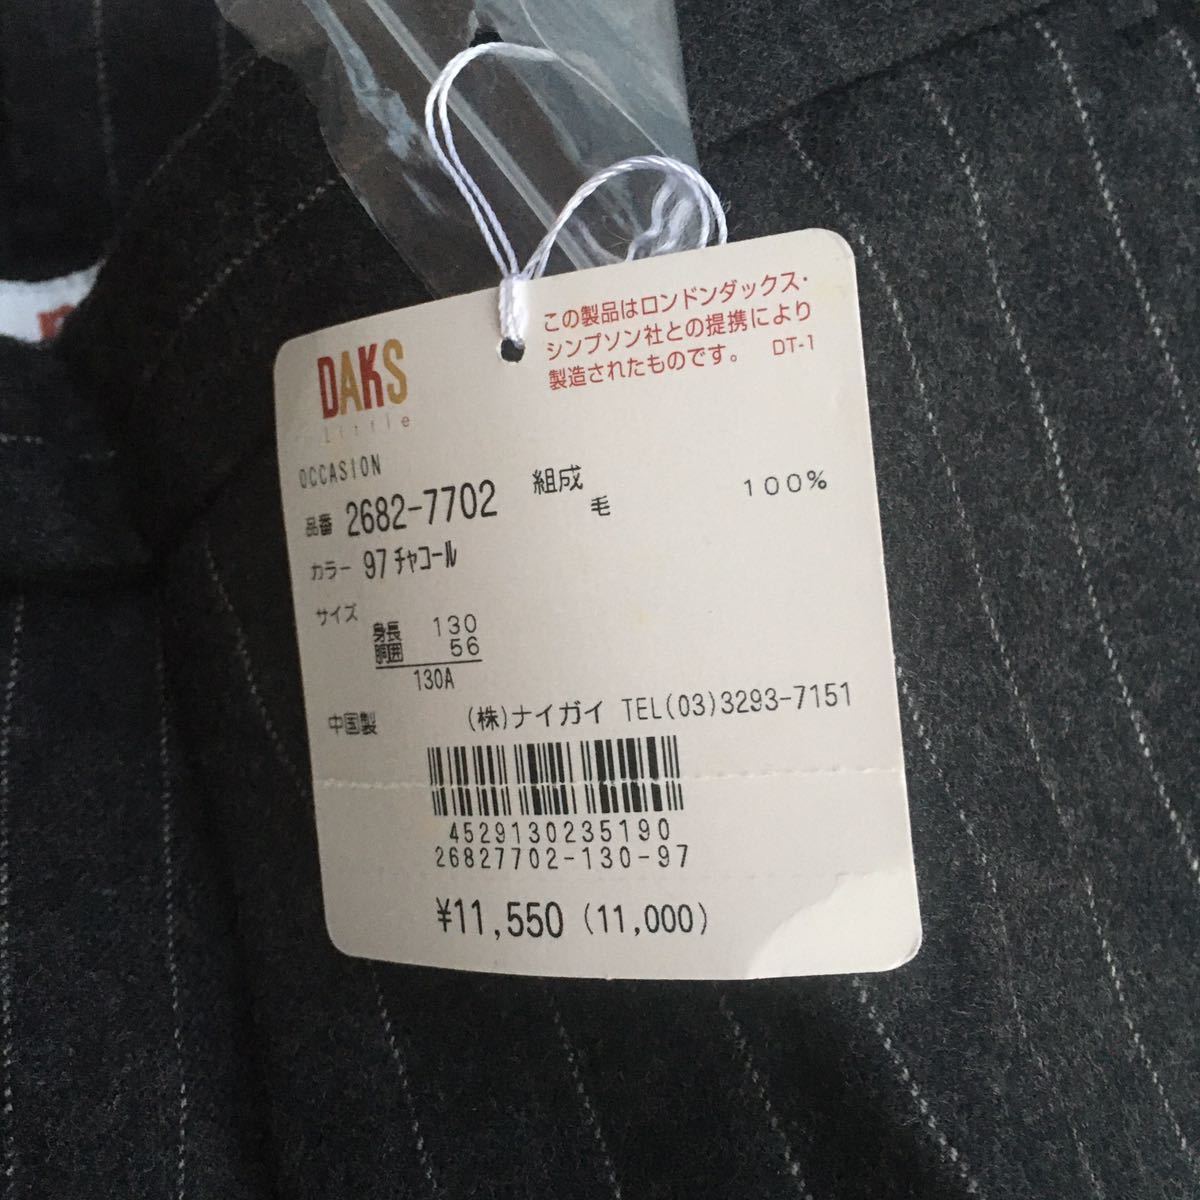 この製品はロンドンダックス・
シンプソン社との提携により
製造されたものです。 DT-1
DAKS
Little
OCCASION
品番 2682-7702
組成
毛 100%
カラー 97 ﾁｬｺｰﾙ
サイズ
身長 130
胴囲 56
130A
中国製
(株)ナイガイ TEL(03)3293-7151
4529130235190
26827702-130-97
¥11,550 (11,000)